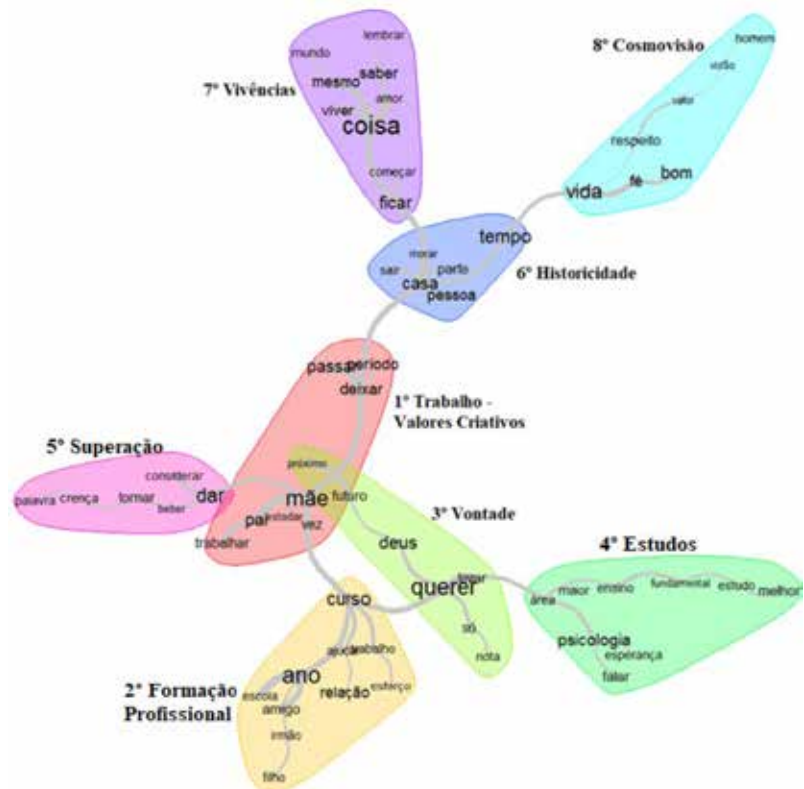 lembrar
mundo
saber
mesmo
7º Vivências
amor
viver
coisa
começar
ficar
8º Cosmovisão
homem
visão
valor
respeito
vida
fé
bom
tempo
morar
sair
parte
casa
pessoa
6º Historicidade
passar
período
deixar
1º Trabalho -
Valores Criativos
5º Superação
considerar
palavra
crença
tornar
beber
dar
próximo
mãe
futuro
pai
estudar
vez
trabalhar
3º Vontade
deus
querer
só
nota
4º Estudos
área
maior
ensino
fundamental
estudo
melhor
psicologia
esperança
falar
curso
ajudar
trabalho
ano
2º Formação
Profissional
escola
amigo
relação
esforço
irmão
filho